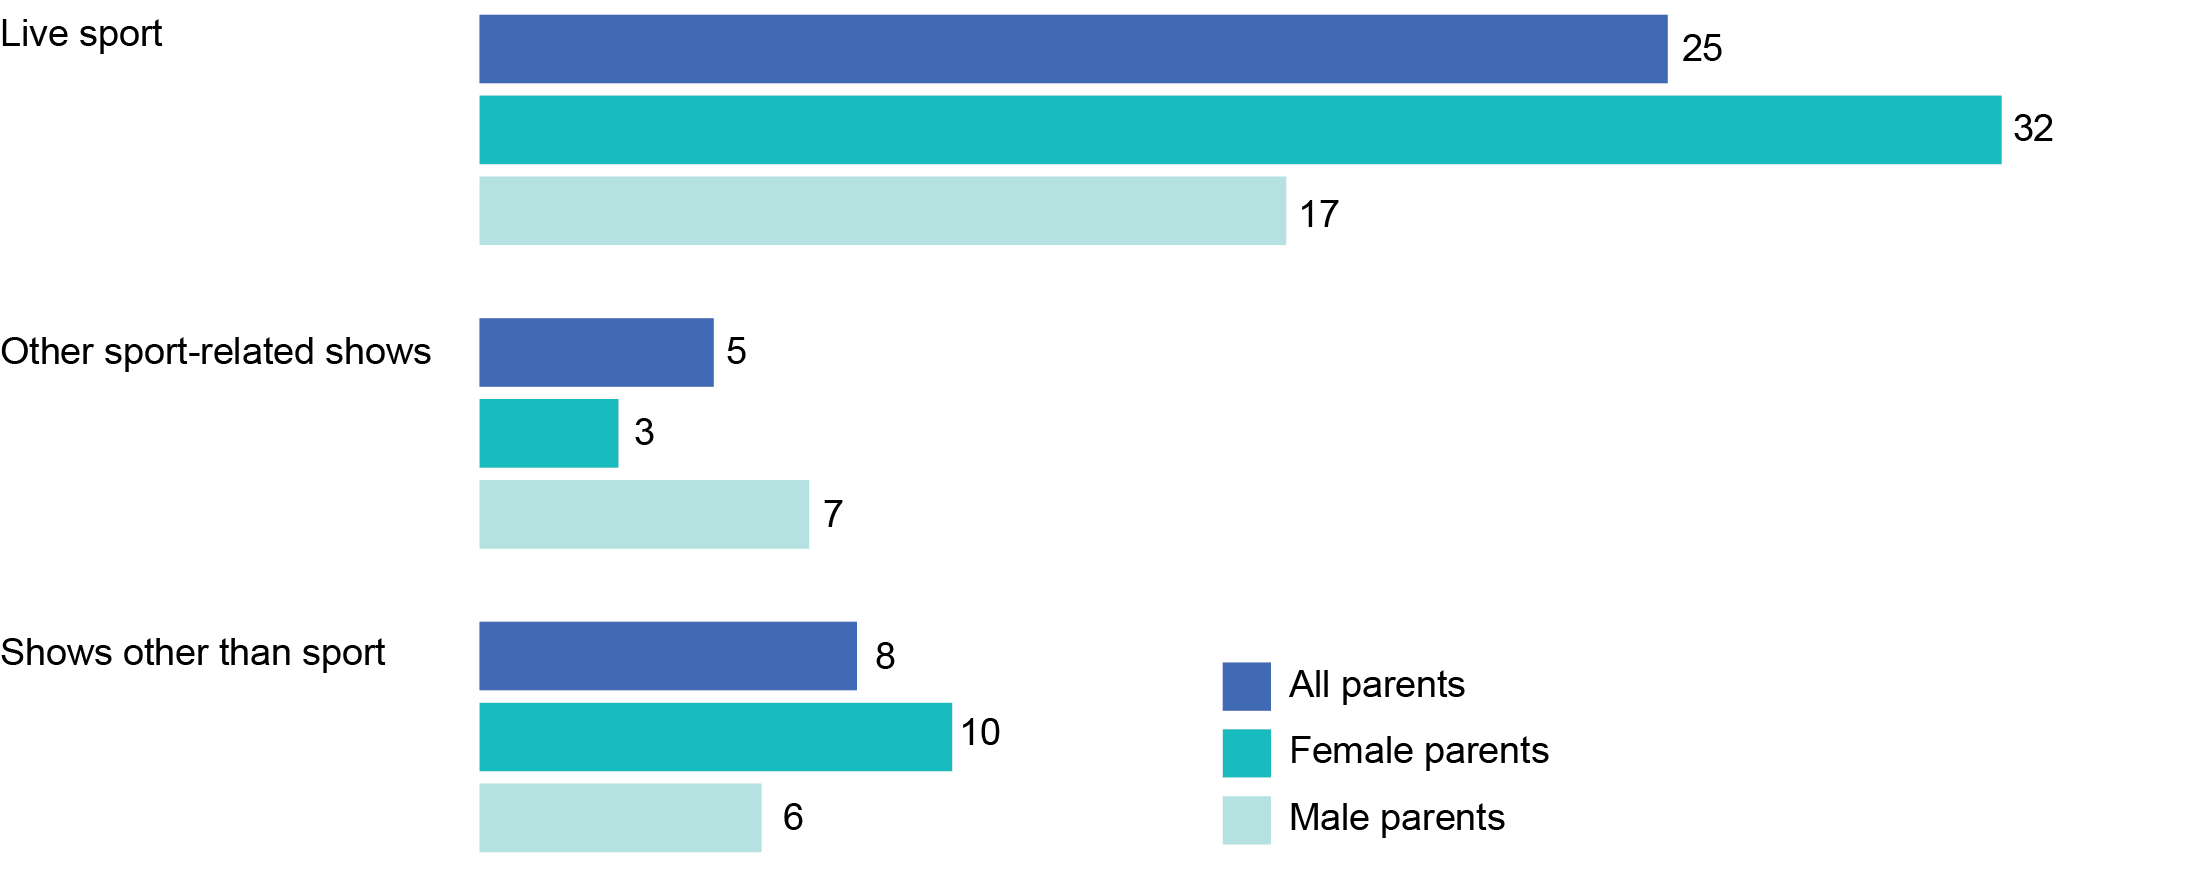 Live sport
25
32
17
Other sport-related shows
5
3
7
Shows other than sport
8
10
6
All parents
Female parents
Male parents